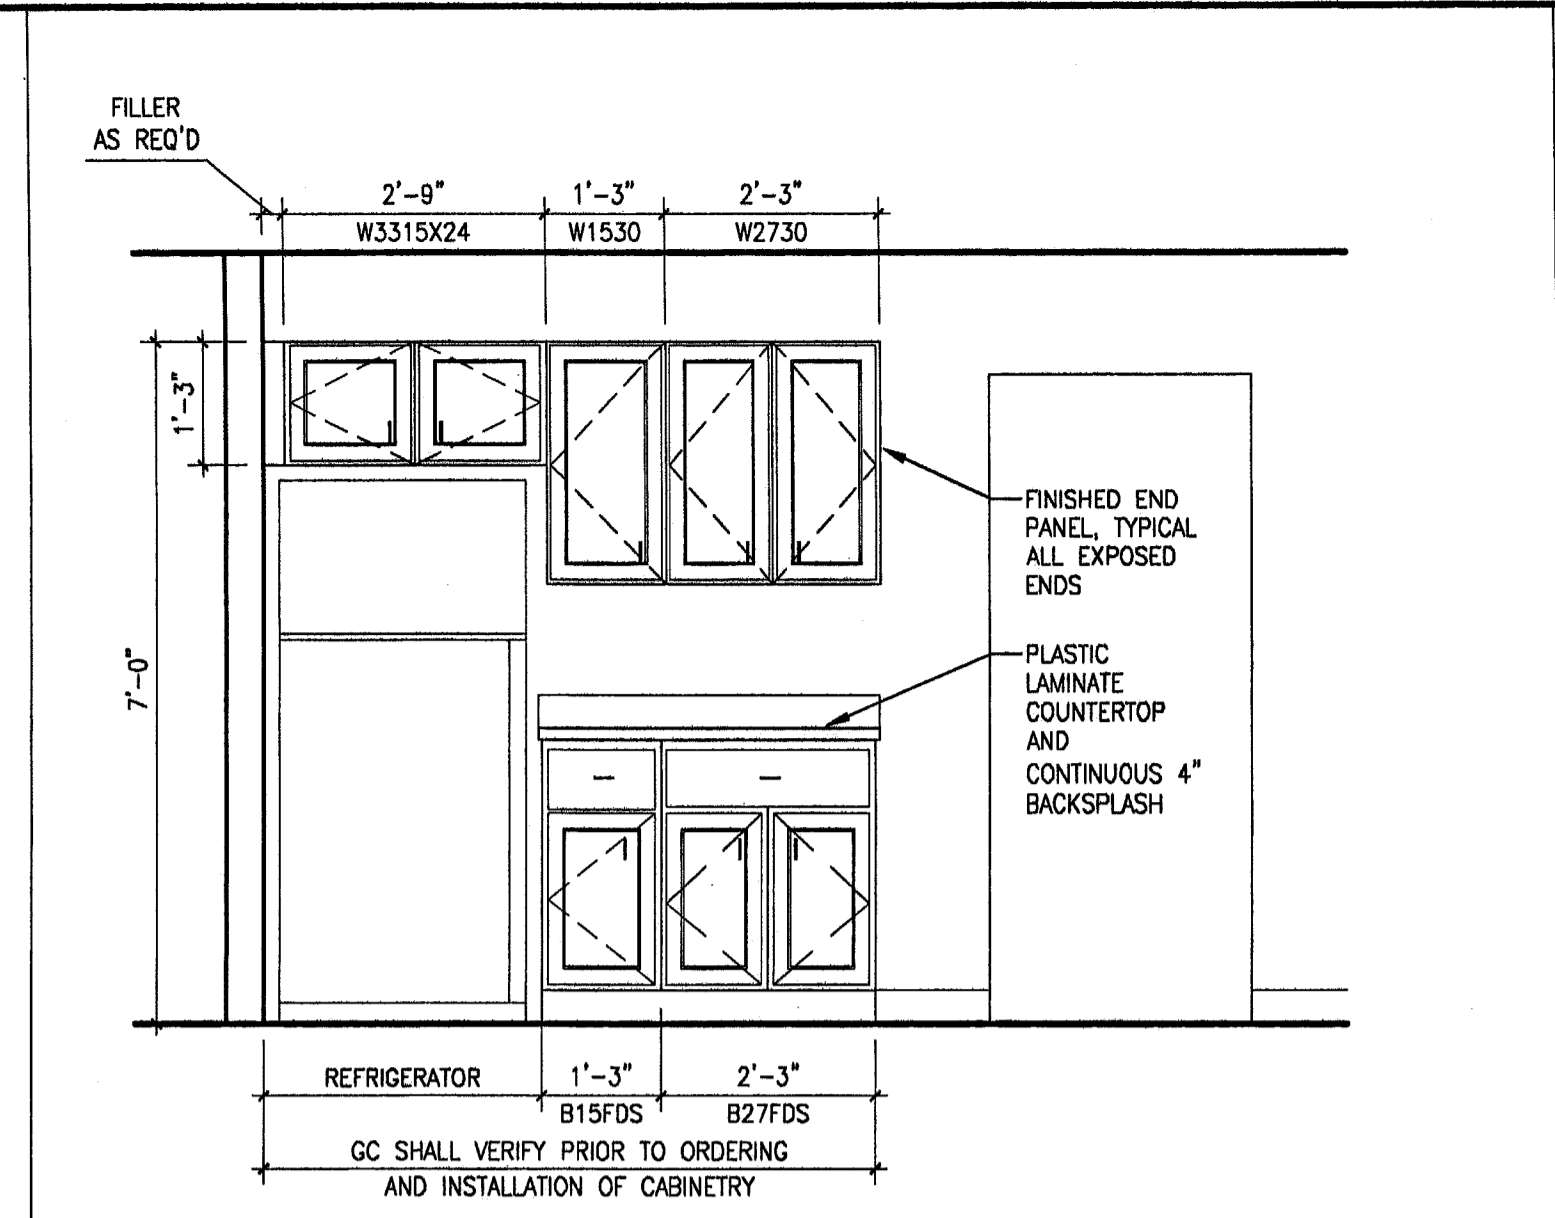 FILLER
AS REQ'D
2'-9" 1'-3" 2'-3"
W3315X24 W1530 W2730
1'-3"
7'-0"
FINISHED END
PANEL, TYPICAL
ALL EXPOSED
ENDS
PLASTIC
LAMINATE
COUNTERTOP
AND
CONTINUOUS 4"
BACKSPLASH
REFRIGERATOR 1'-3" 2'-3"
B15FDS B27FDS
GC SHALL VERIFY PRIOR TO ORDERING
AND INSTALLATION OF CABINETRY